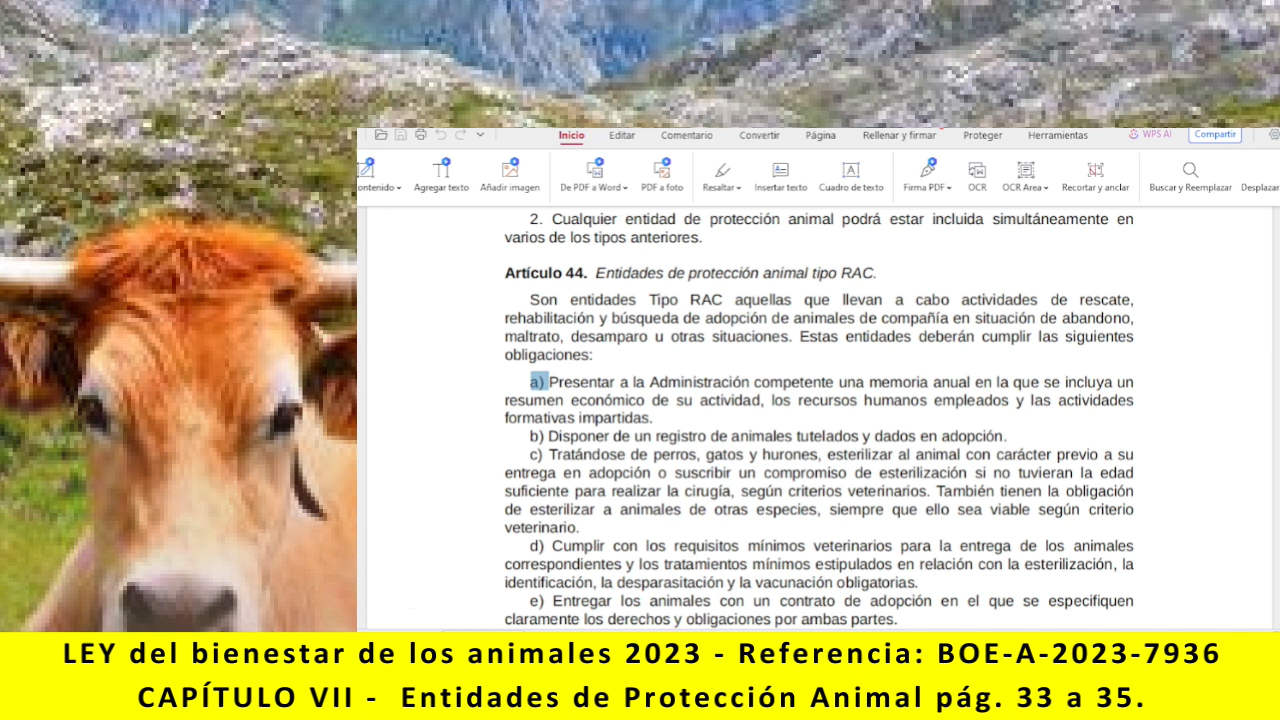 Inicio Editar Comentario Convertir Página Rellenar y firmar Proteger Herramientas WPS AI Compartir
ontenido Agregar texto Añadir imagen De PDF a Word PDF a foto Resaltar Insertar texto Cuadro de texto Firma PDF OCR OCR Area Recortar y anclar Buscar y Reemplazar Desplazar
2. Cualquier entidad de protección animal podrá estar incluida simultáneamente en
varios de los tipos anteriores.
Artículo 44. Entidades de protección animal tipo RAC.
Son entidades Tipo RAC aquellas que llevan a cabo actividades de rescate,
rehabilitación y búsqueda de adopción de animales de compañía en situación de abandono,
maltrato, desamparo u otras situaciones. Estas entidades deberán cumplir las siguientes
obligaciones:
a) Presentar a la Administración competente una memoria anual en la que se incluya un
resumen económico de su actividad, los recursos humanos empleados y las actividades
formativas impartidas.
b) Disponer de un registro de animales tutelados y dados en adopción.
c) Tratándose de perros, gatos y hurones, esterilizar al animal con carácter previo a su
entrega en adopción o suscribir un compromiso de esterilización si no tuvieran la edad
suficiente para realizar la cirugía, según criterios veterinarios. También tienen la obligación
de esterilizar a animales de otras especies, siempre que ello sea viable según criterio
veterinario.
d) Cumplir con los requisitos mínimos veterinarios para la entrega de los animales
correspondientes y los tratamientos mínimos estipulados en relación con la esterilización, la
identificación, la desparasitación y la vacunación obligatorias.
e) Entregar los animales con un contrato de adopción en el que se especifiquen
claramente los derechos y obligaciones por ambas partes.
LEY del bienestar de los animales 2023 - Referencia: BOE-A-2023-7936
CAPÍTULO VII - Entidades de Protección Animal pág. 33 a 35.